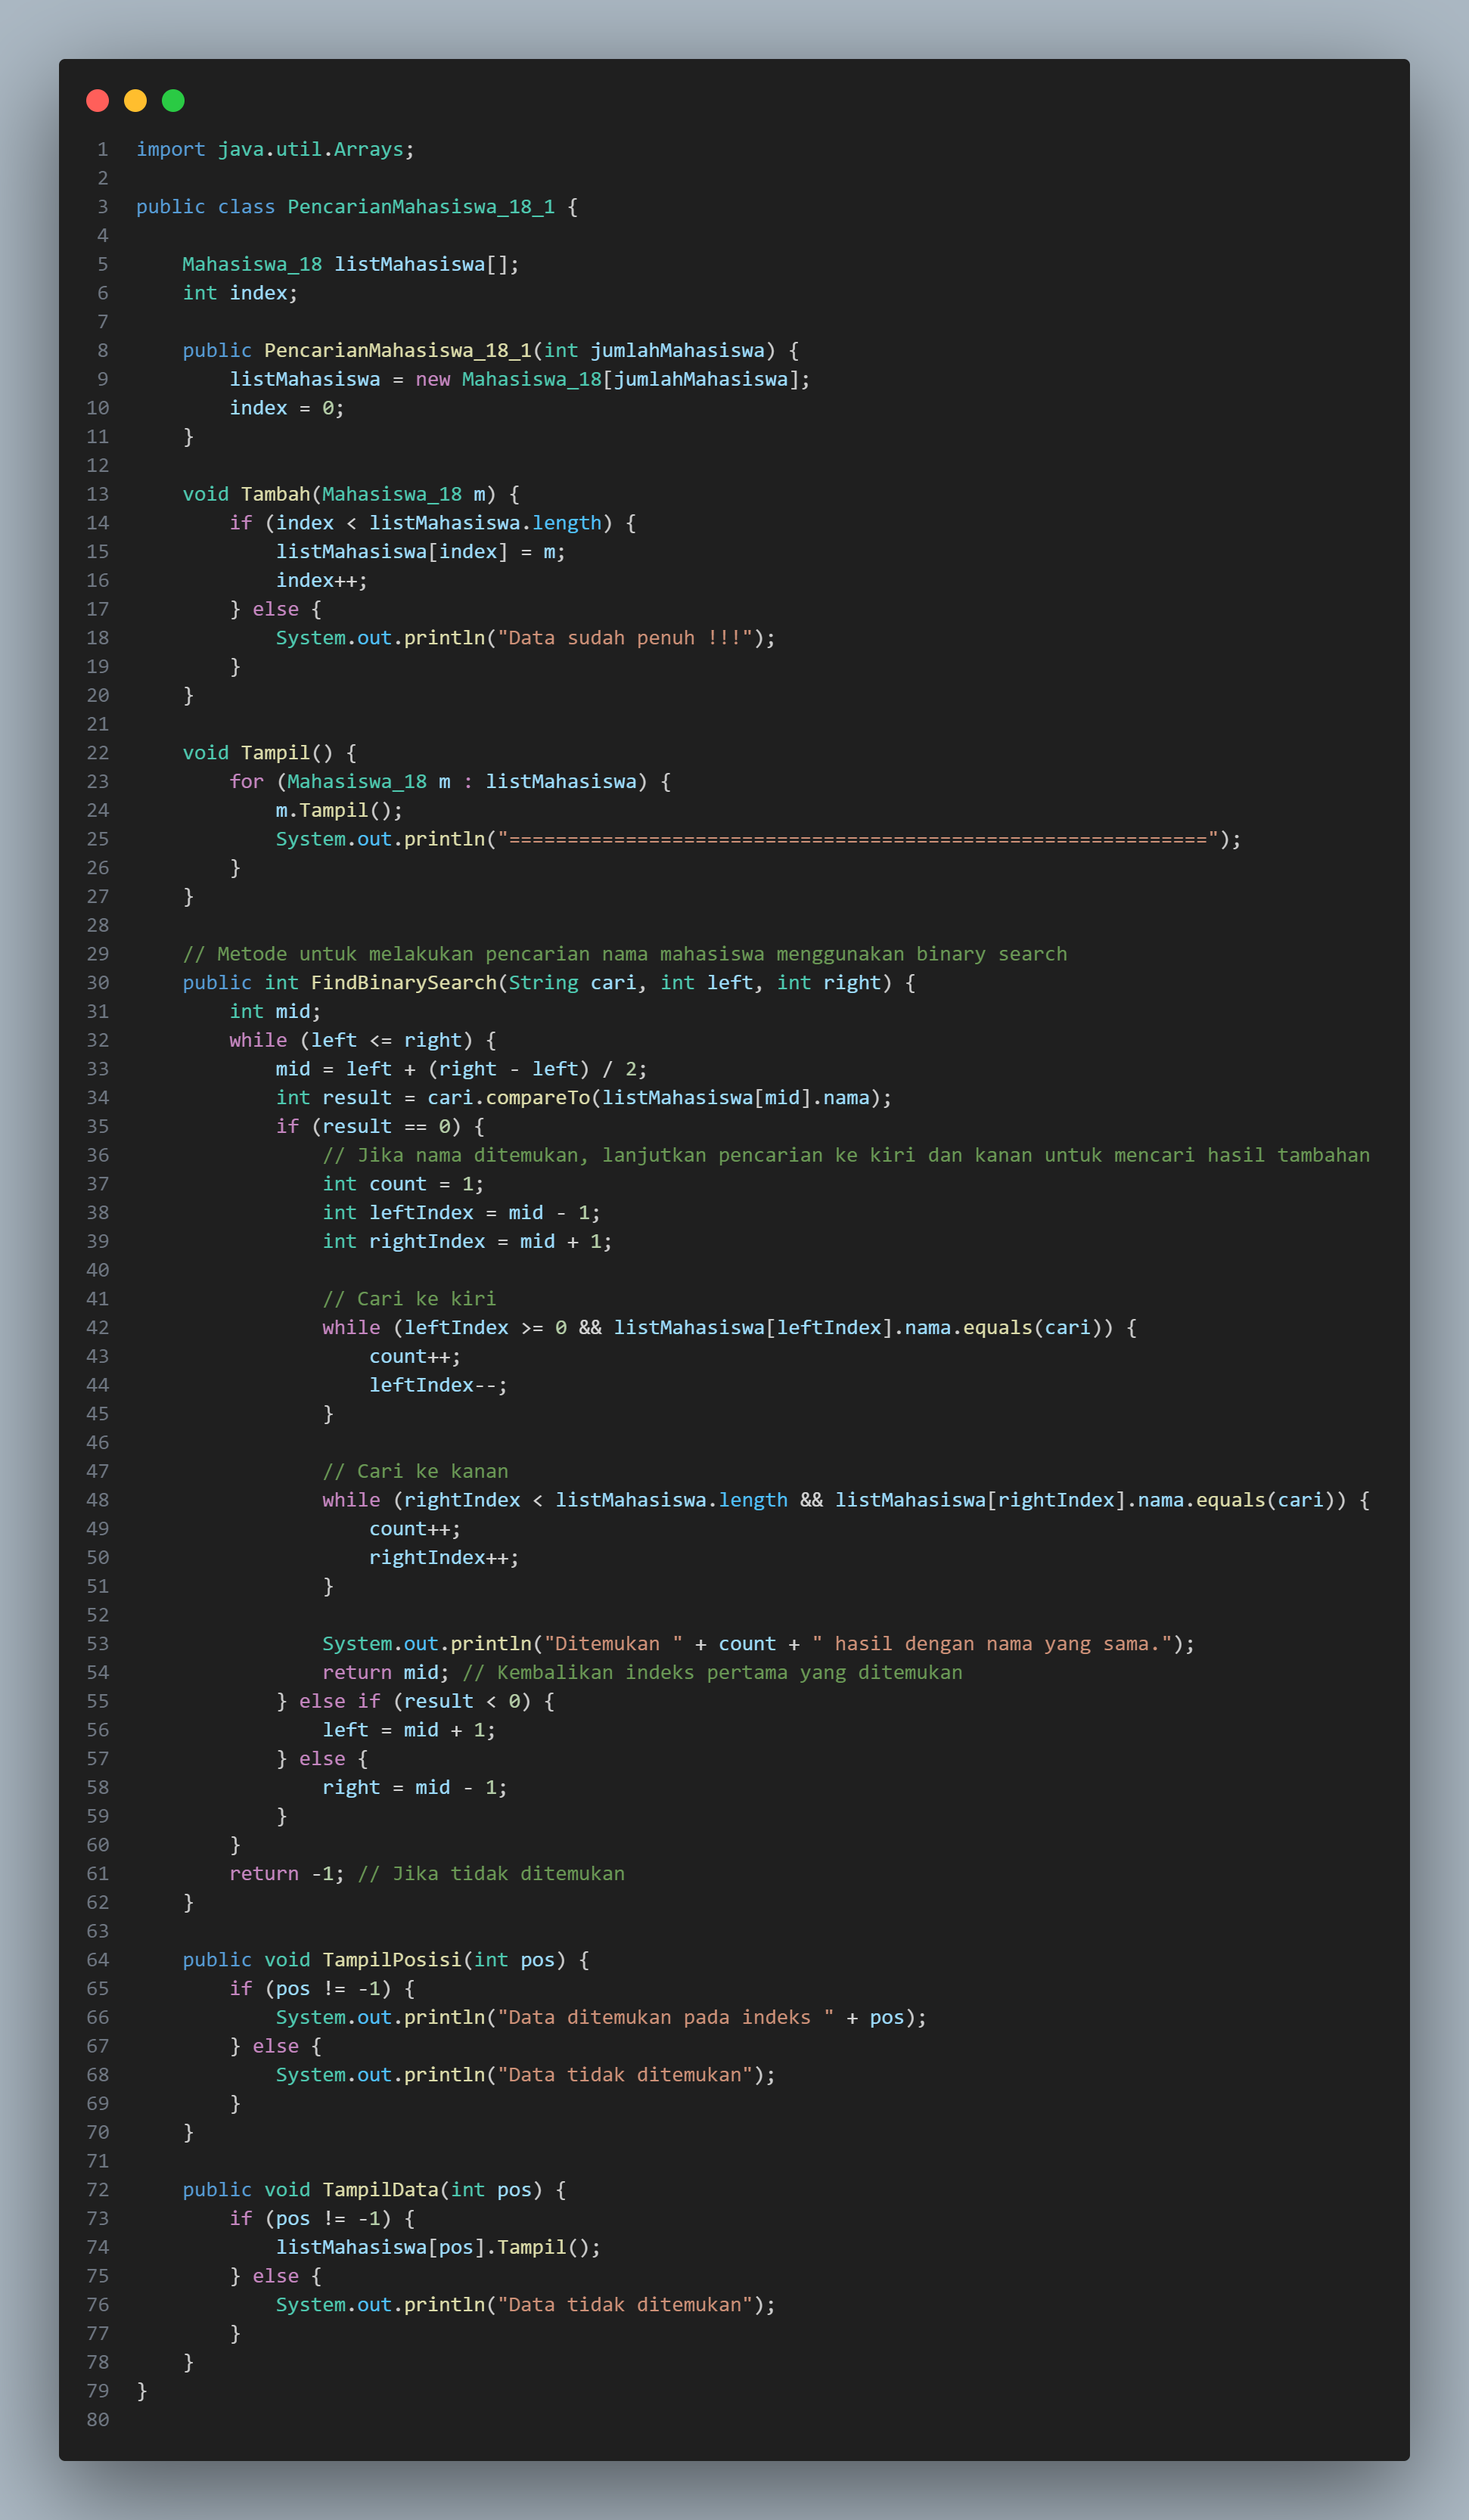 1 import java.util.Arrays;
2
3 public class PencarianMahasiswa_18_1 {
4
5     Mahasiswa_18 listMahasiswa[];
6     int index;
7
8     public PencarianMahasiswa_18_1(int jumlahMahasiswa) {
9         listMahasiswa = new Mahasiswa_18[jumlahMahasiswa];
10         index = 0;
11     }
12
13     void Tambah(Mahasiswa_18 m) {
14         if (index < listMahasiswa.length) {
15             listMahasiswa[index] = m;
16             index++;
17         } else {
18             System.out.println("Data sudah penuh !!!");
19         }
20     }
21
22     void Tampil() {
23         for (Mahasiswa_18 m : listMahasiswa) {
24             m.Tampil();
25             System.out.println("============================================================");
26         }
27     }
28
29     // Metode untuk melakukan pencarian nama mahasiswa menggunakan binary search
30     public int FindBinarySearch(String cari, int left, int right) {
31         int mid;
32         while (left <= right) {
33             mid = left + (right - left) / 2;
34             int result = cari.compareTo(listMahasiswa[mid].nama);
35             if (result == 0) {
36                 // Jika nama ditemukan, lanjutkan pencarian ke kiri dan kanan untuk mencari hasil tambahan
37                 int count = 1;
38                 int leftIndex = mid - 1;
39                 int rightIndex = mid + 1;
40
41                 // Cari ke kiri
42                 while (leftIndex >= 0 && listMahasiswa[leftIndex].nama.equals(cari)) {
43                     count++;
44                     leftIndex--;
45                 }
46
47                 // Cari ke kanan
48                 while (rightIndex < listMahasiswa.length && listMahasiswa[rightIndex].nama.equals(cari)) {
49                     count++;
50                     rightIndex++;
51                 }
52
53                 System.out.println("Ditemukan " + count + " hasil dengan nama yang sama.");
54                 return mid; // Kembalikan indeks pertama yang ditemukan
55             } else if (result < 0) {
56                 left = mid + 1;
57             } else {
58                 right = mid - 1;
59             }
60         }
61         return -1; // Jika tidak ditemukan
62     }
63
64     public void TampilPosisi(int pos) {
65         if (pos != -1) {
66             System.out.println("Data ditemukan pada indeks " + pos);
67         } else {
68             System.out.println("Data tidak ditemukan");
69         }
70     }
71
72     public void TampilData(int pos) {
73         if (pos != -1) {
74             listMahasiswa[pos].Tampil();
75         } else {
76             System.out.println("Data tidak ditemukan");
77         }
78     }
79 }
80